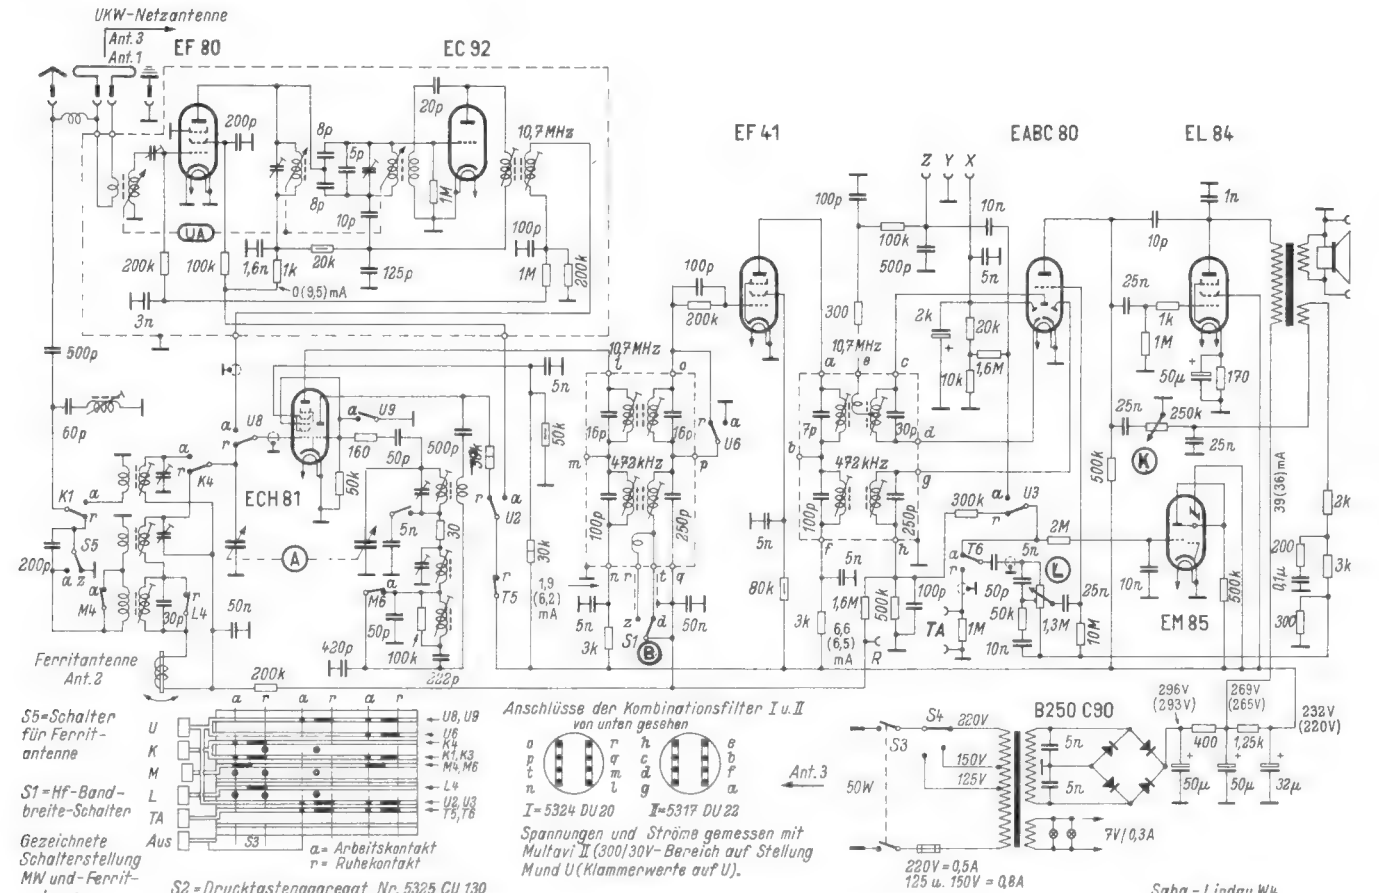 UKW-Netzantenne
Ant.3
Ant.1
EF 80
EC 92
200p
8p
5p
8p
10p
20p
1M
10,7MHz
100p
1M
200k
UA
200k
100k
1,6n
1k
20k
125p
0(9,5)mA
3n
500p
60p
EF 41
EABC 80
EL 84
Z Y X
100p
100k
500p
10n
5n
1n
10p
100p
200k
300
2k
20k
10k
1,6M
25n
1k
1M
50µ
170
25n
250k
25n
K
500k
39(36)mA
2k
200
0,1µ
3k
300
10,7MHz
l
o
5n
50k
16p
16p
r
a
U6
m
p
472kHz
100p
250p
n
r
t
q
10,7MHz
a
e
c
7p
30p
b
d
472kHz
g
100p
250p
f
h
a
U8
r
a
U9
160
50p
500p
50k
ECH 81
50k
a
r
U2
5n
30
A
30k
r
T5
1,9
(6,2)
mA
M6
50p
100k
420p
222p
a
r
K4
K1
a
r
S5
200p
a
z
a
M4
30p
r
L4
50n
5n
3k
z
d
S1
B
50n
5n
80k
5n
3k
1,6M
6,6
(6,5)
mA
500k
100p
R
300k
a
r
U3
2M
a
r
T6
50p
5n
L
50k
1,3M
25n
10n
10M
TA
1M
10n
EM 85
500k
Ferritantenne
Ant.2
200k
S5=Schalter
für Ferrit-
antenne
S1=Hf-Band-
breite-Schalter
Gezeichnete
Schalterstellung
MW und-Ferrit-
a r a r a r
U
K
M
L
TA
Aus
S3
U8, U9
U6
K4
K1, K3
M4, M6
L4
U2, U3
T5, T6
a= Arbeitskontakt
r= Ruhekontakt
S2=Drucktastenaggregat Nr. 5325 CU 130
Anschlüsse der Kombinationsfilter I u. II
von unten gesehen
o
p
t
n
r
q
m
l
h
c
d
g
e
b
f
a
I=5324 DU 20
II=5317 DU 22
Spannungen und Ströme gemessen mit
Multavi II (300/30V-Bereich auf Stellung
M und U (Klammerwerte auf U).
Ant.3
50W
S3
S4
220V
150V
125V
220V=0,5A
125 u. 150V=0,8A
B250 C90
5n
5n
7V/0,3A
296V
(293V)
269V
(265V)
232V
(220V)
400
1,25k
50µ
50µ
32µ
Saba-Lindau W4